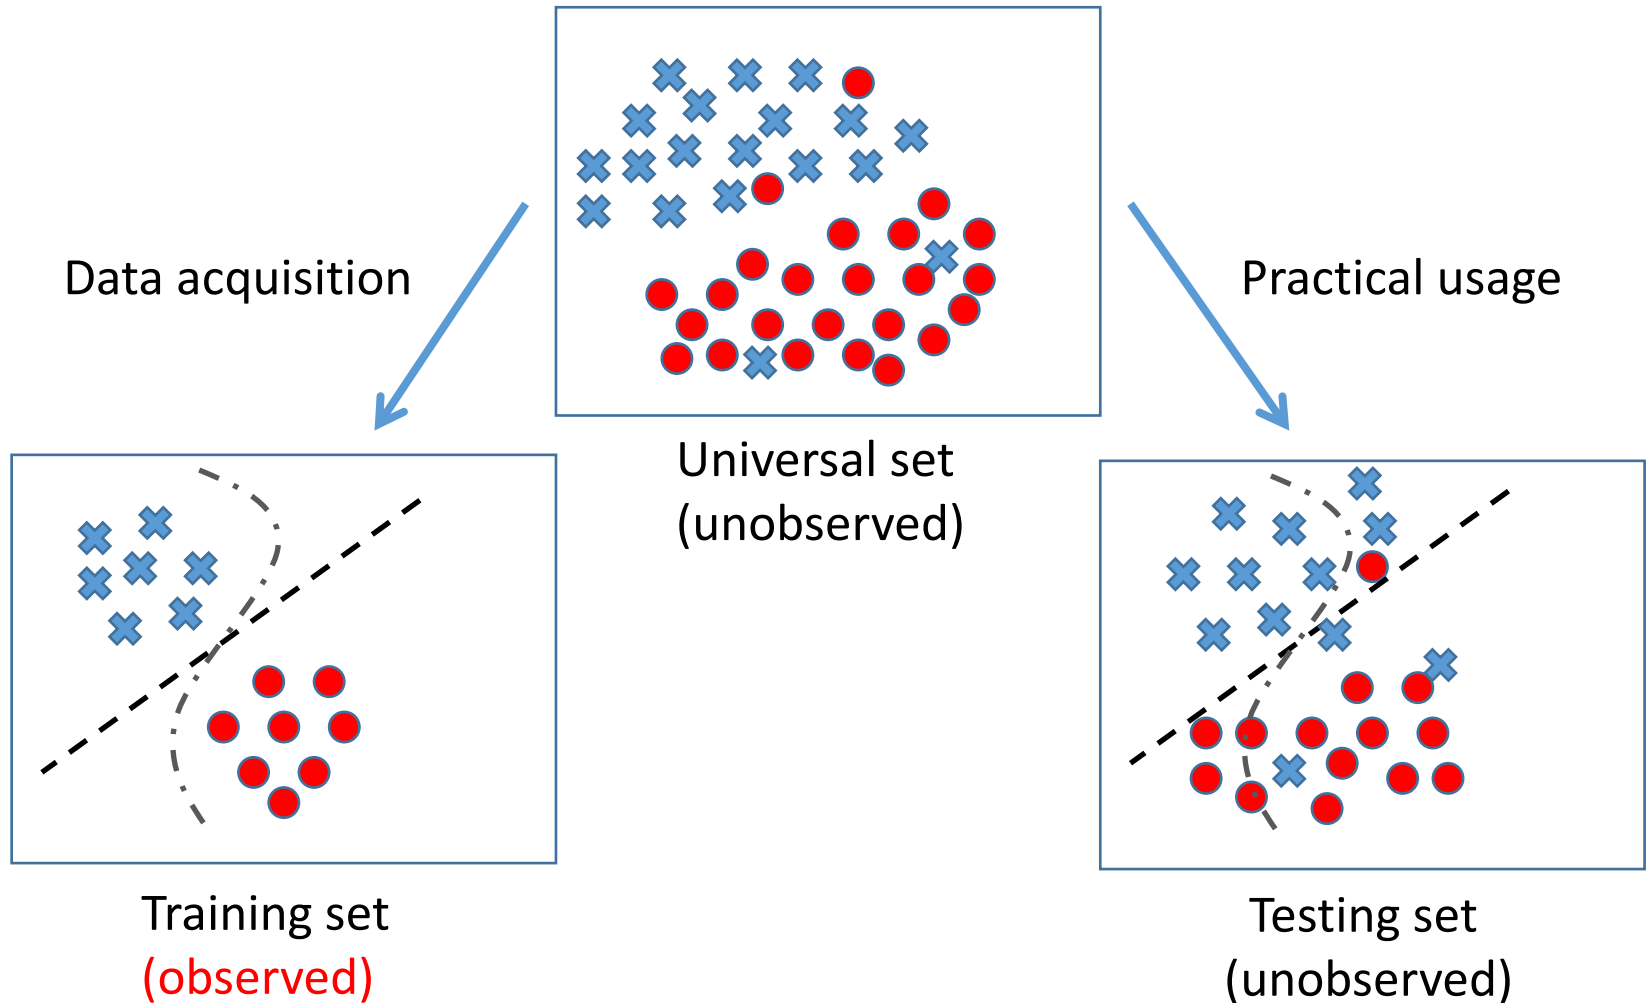 Data acquisition
Practical usage
Universal set
(unobserved)
Training set
(observed)
Testing set
(unobserved)